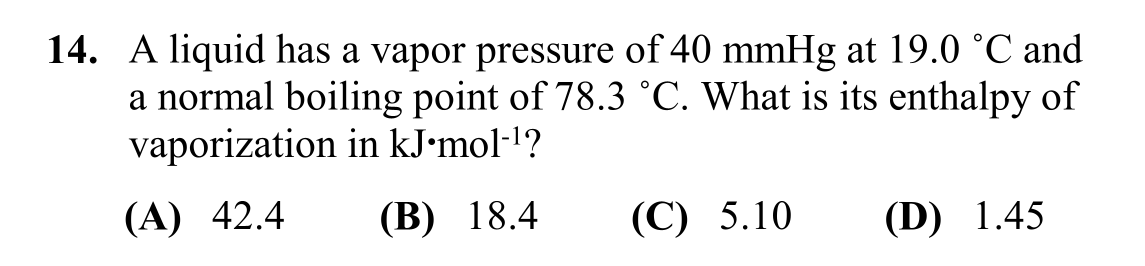 14. A liquid has a vapor pressure of 40 mmHg at 19.0 ˚C and
a normal boiling point of 78.3 ˚C. What is its enthalpy of
vaporization in kJ•mol⁻¹?
(A) 42.4 (B) 18.4 (C) 5.10 (D) 1.45